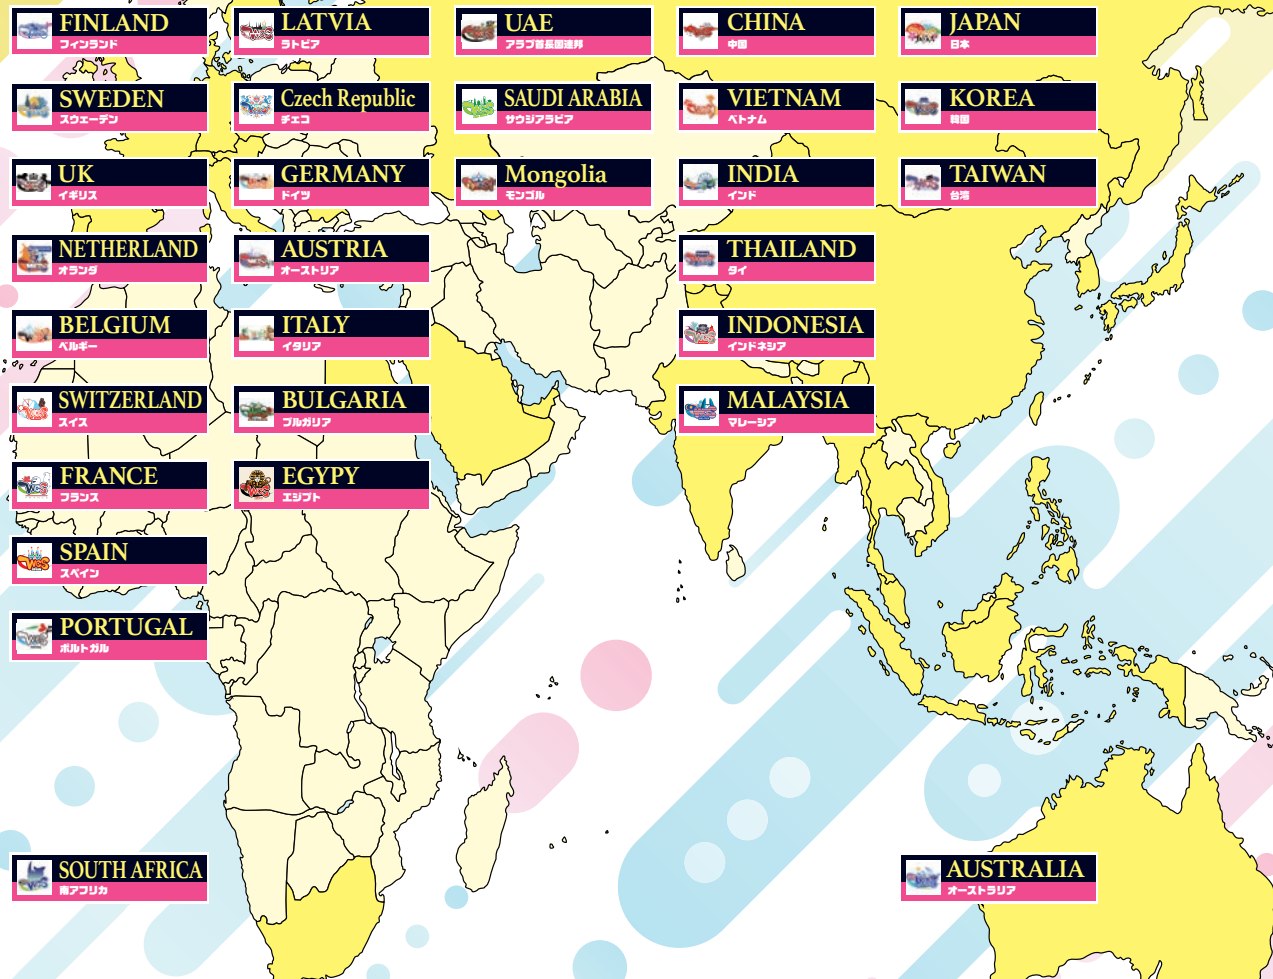 FINLAND
フィンランド
LATVIA
ラトビア
UAE
アラブ首長国連邦
CHINA
中国
JAPAN
日本
SWEDEN
スウェーデン
Czech Republic
チェコ
SAUDI ARABIA
サウジアラビア
VIETNAM
ベトナム
KOREA
韓国
UK
イギリス
GERMANY
ドイツ
Mongolia
モンゴル
INDIA
インド
TAIWAN
台湾
NETHERLAND
オランダ
AUSTRIA
オーストリア
THAILAND
タイ
BELGIUM
ベルギー
ITALY
イタリア
INDONESIA
インドネシア
SWITZERLAND
スイス
BULGARIA
ブルガリア
MALAYSIA
マレーシア
FRANCE
フランス
EGYPY
エジプト
SPAIN
スペイン
PORTUGAL
ポルトガル
SOUTH AFRICA
南アフリカ
AUSTRALIA
オーストラリア